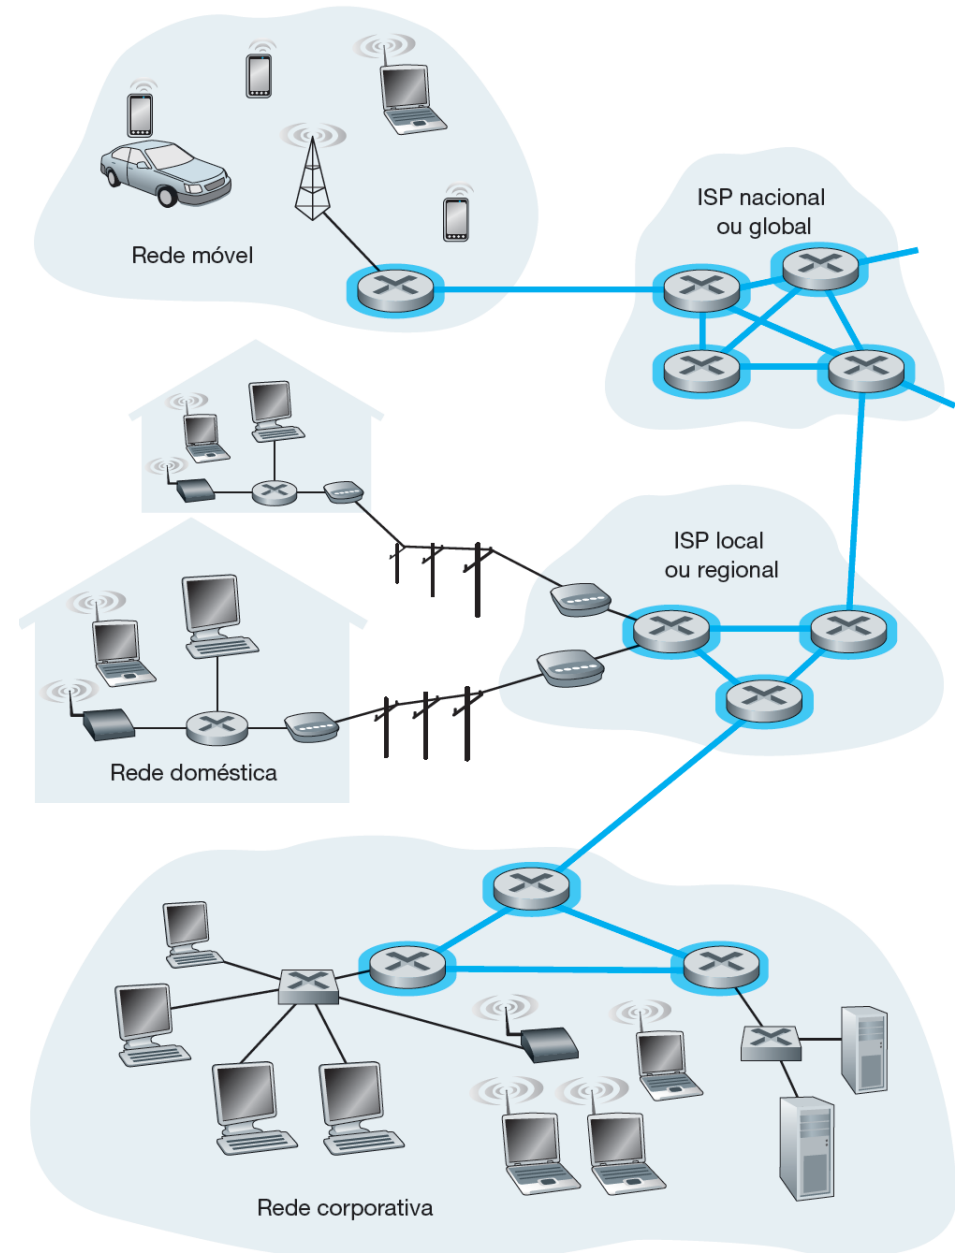 Rede móvel
ISP nacional
ou global
ISP local
ou regional
Rede doméstica
Rede corporativa